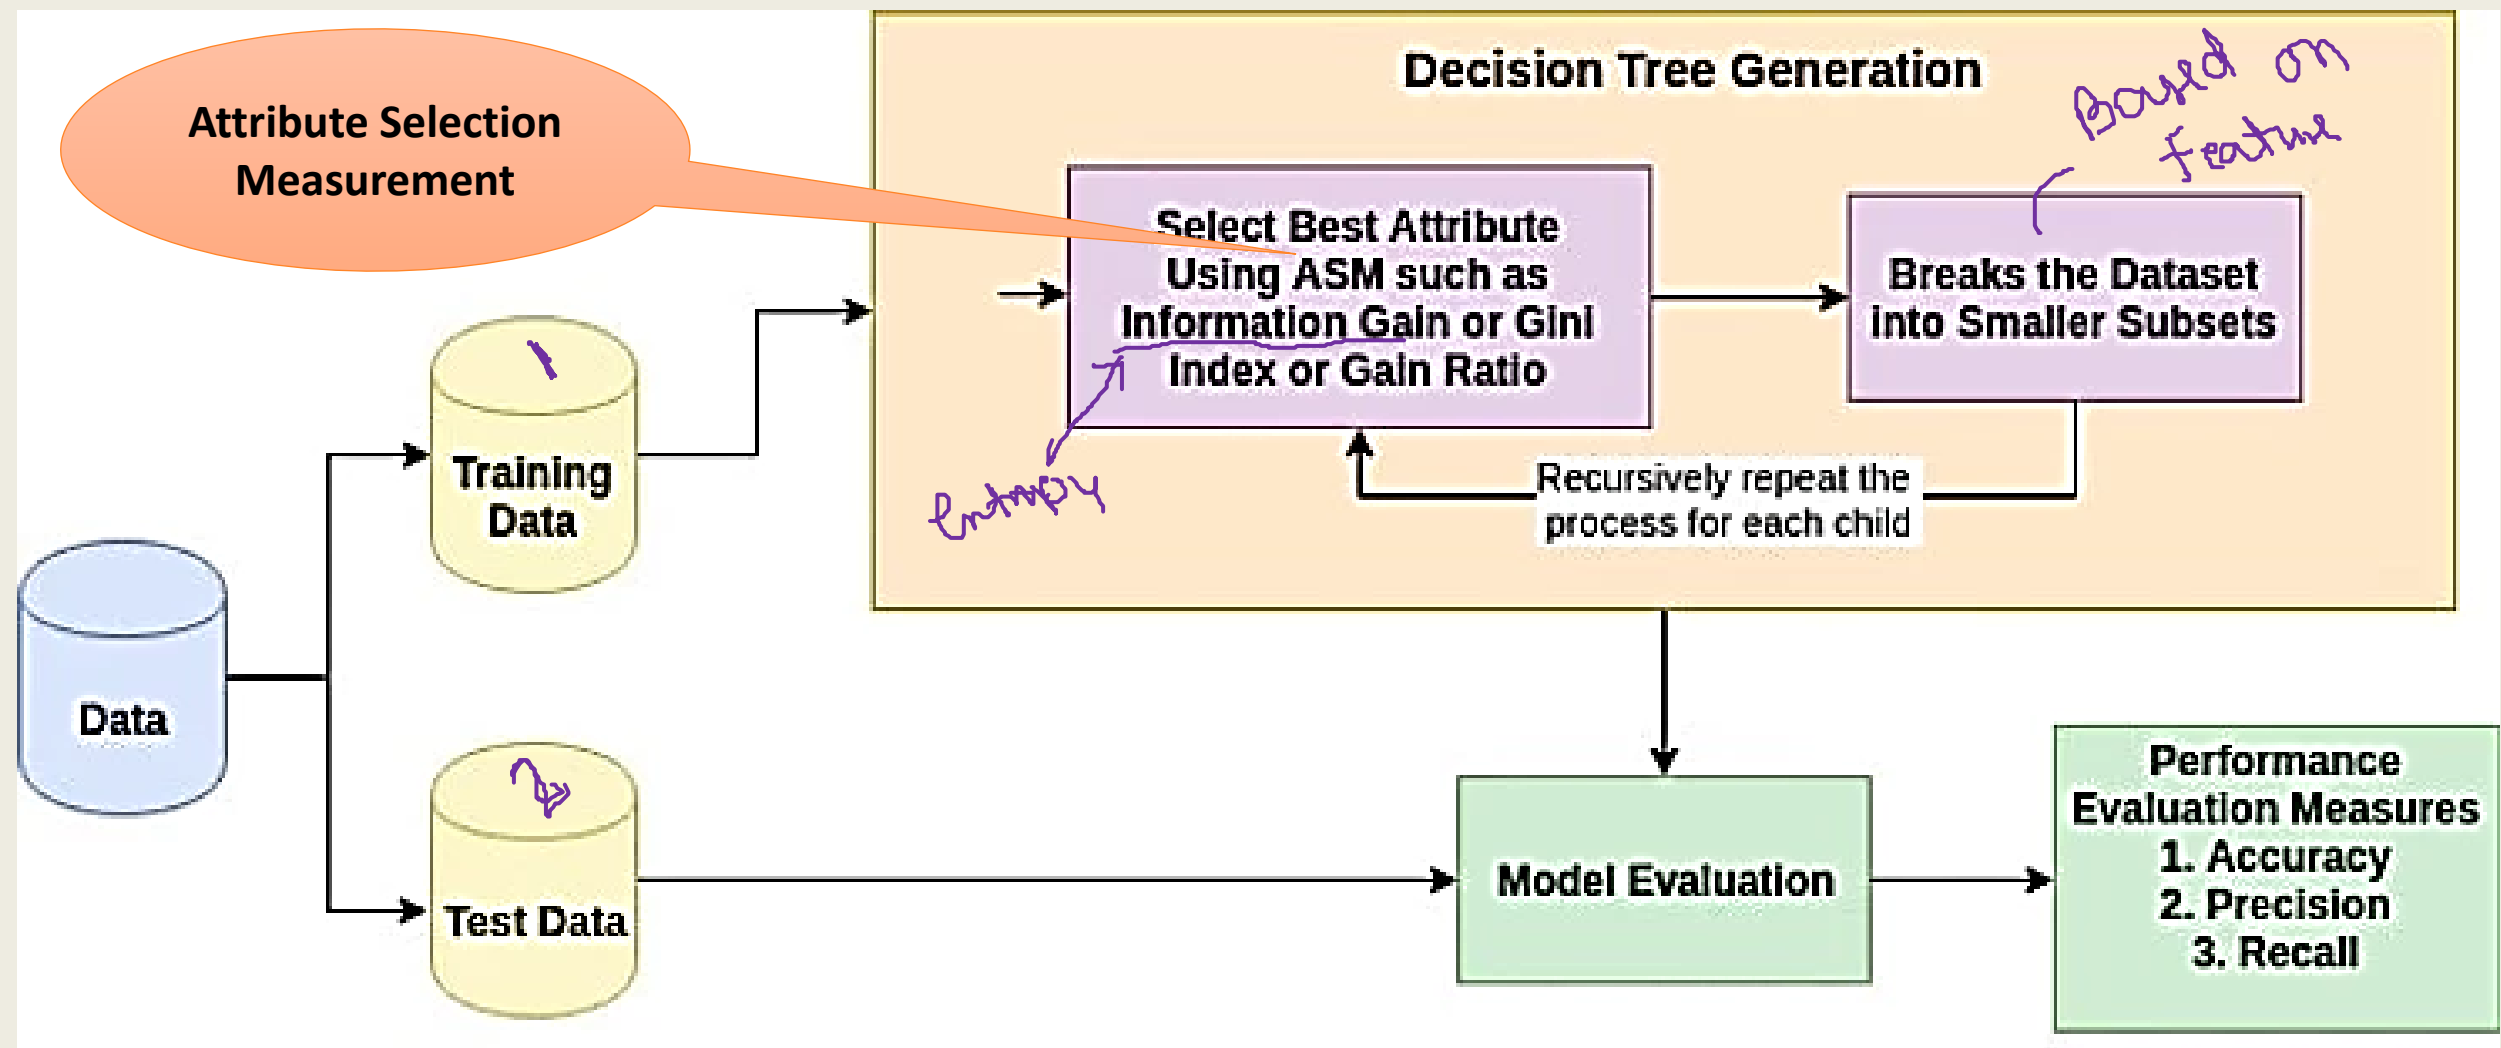 Attribute Selection
Measurement
Decision Tree Generation
Based on
feature
Select Best Attribute
Using ASM such as
Information Gain or Gini
Index or Gain Ratio
Breaks the Dataset
into Smaller Subsets
Entropy
Recursively repeat the
process for each child
1
Training
Data
Data
2
Test Data
Model Evaluation
Performance
Evaluation Measures
1. Accuracy
2. Precision
3. Recall